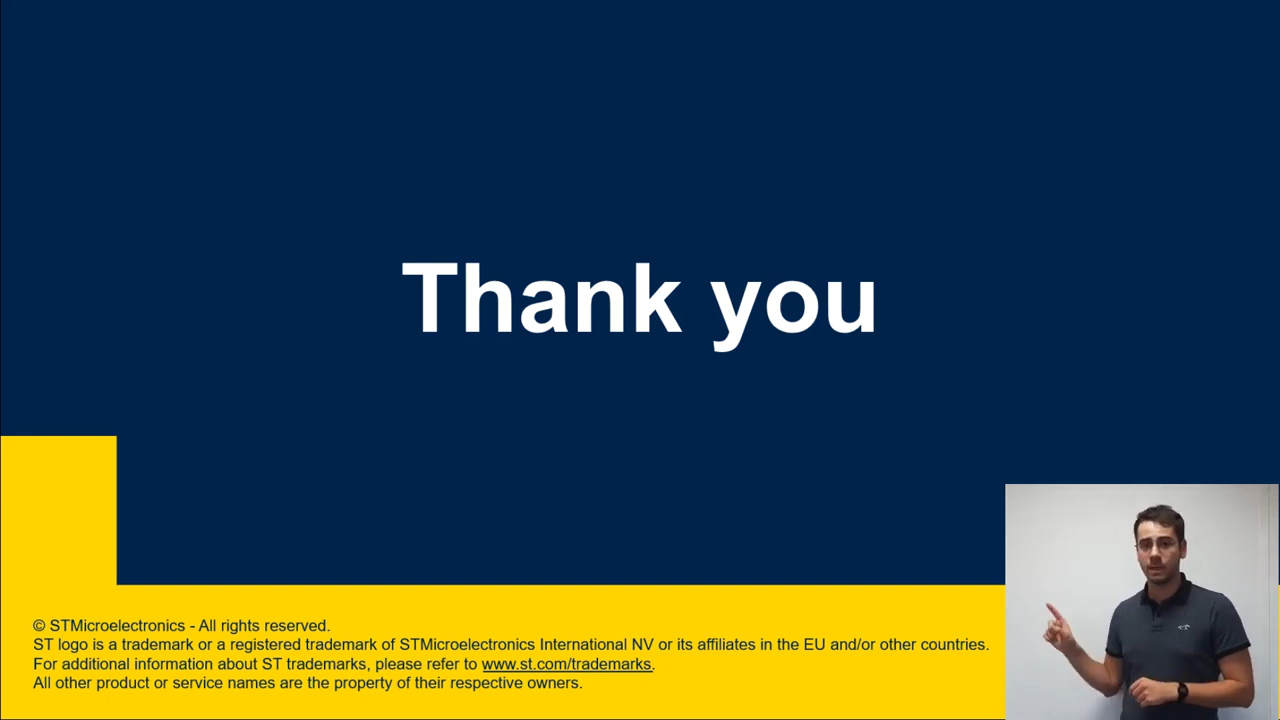 Thank you
© STMicroelectronics - All rights reserved.
ST logo is a trademark or a registered trademark of STMicroelectronics International NV or its affiliates in the EU and/or other countries.
For additional information about ST trademarks, please refer to www.st.com/trademarks.
All other product or service names are the property of their respective owners.